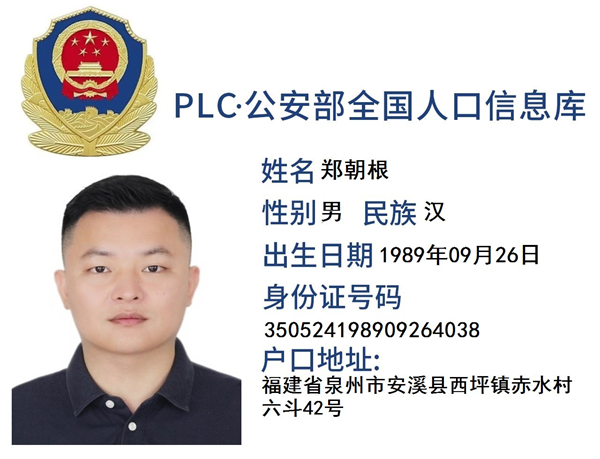 PLC·公安部全国人口信息库
姓名 郑朝根
性别 男 民族 汉
出生日期 1989年09月26日
身份证号码
350524198909264038
户口地址:
福建省泉州市安溪县西坪镇赤水村
六斗42号